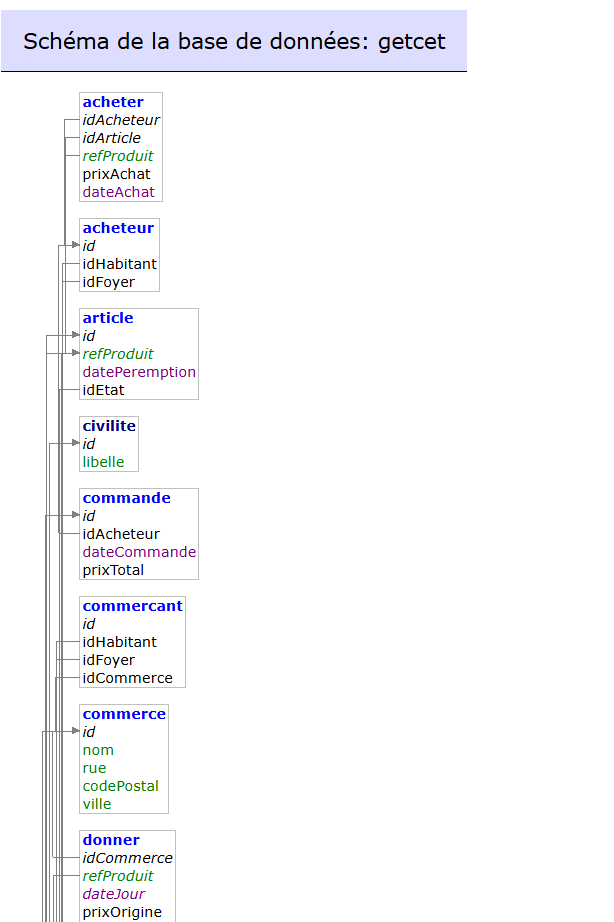 Schéma de la base de données: getcet
acheter
idAcheteur
idArticle
refProduit
prixAchat
dateAchat
acheteur
id
idHabitant
idFoyer
article
id
refProduit
datePeremption
idEtat
civilite
id
libelle
commande
id
idAcheteur
dateCommande
prixTotal
commercant
id
idHabitant
idFoyer
idCommerce
commerce
id
nom
rue
codePostal
ville
donner
idCommerce
refProduit
dateJour
prixOrigine